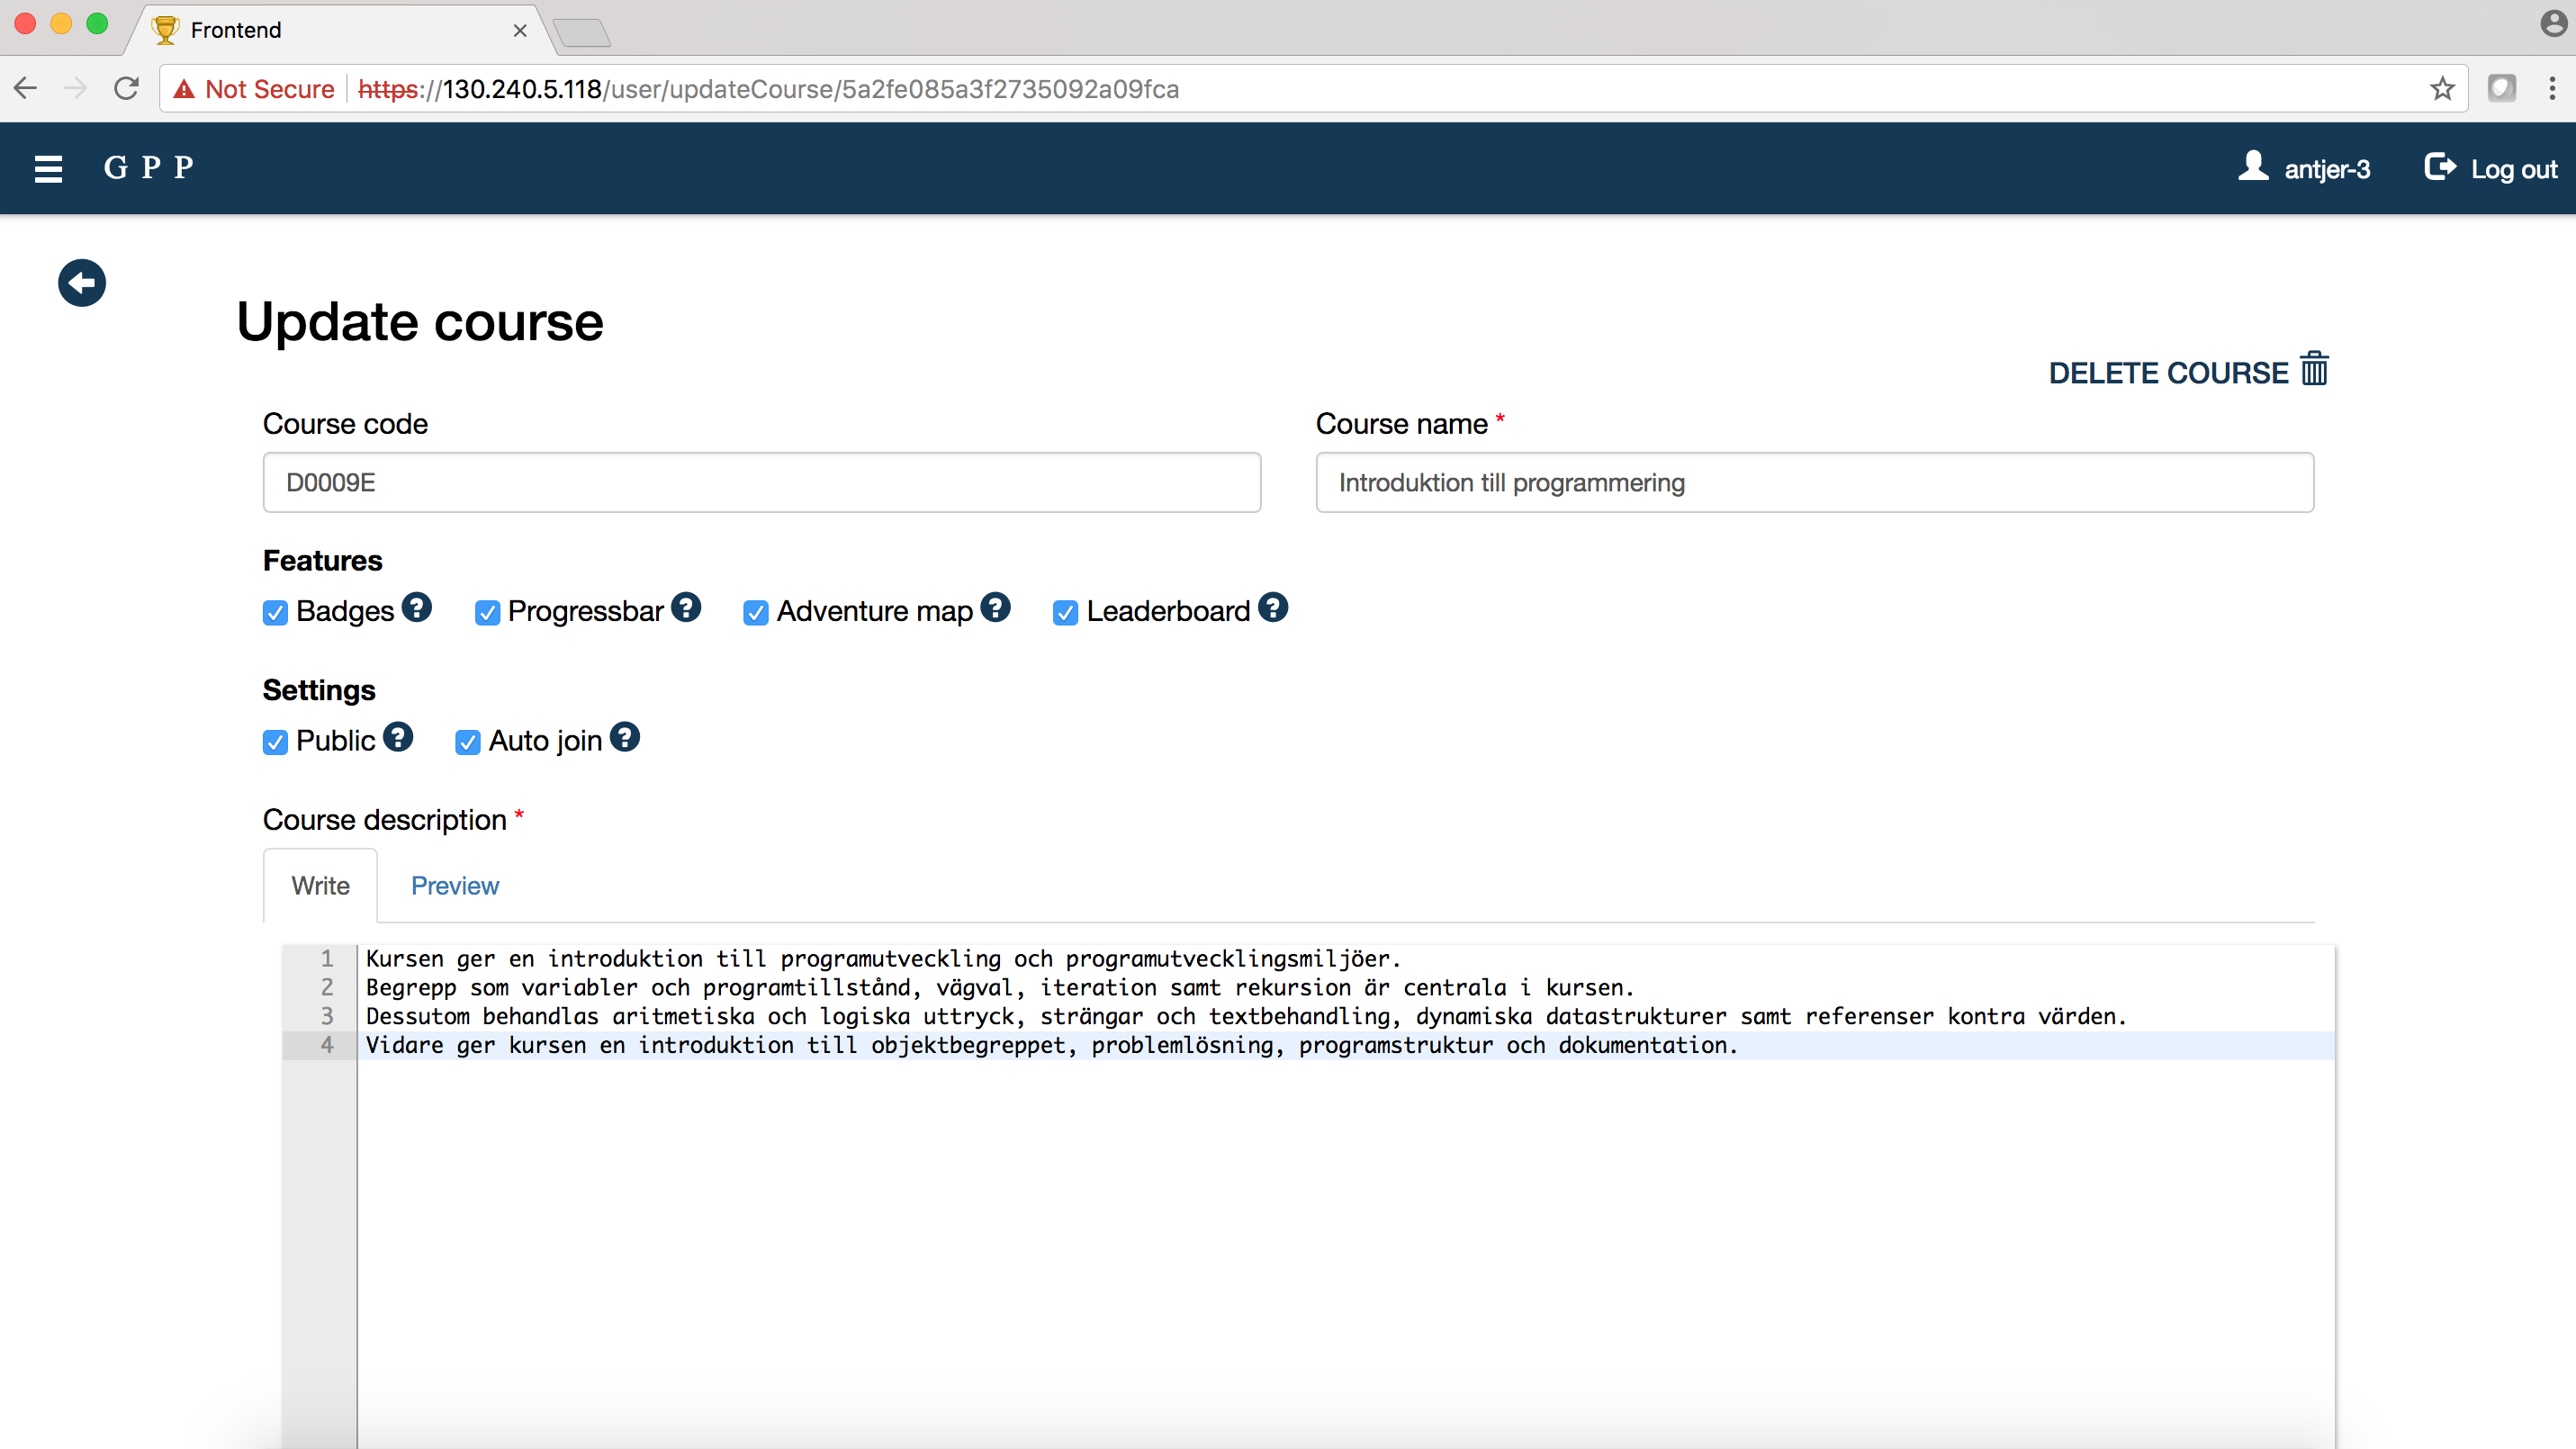 Frontend
Not Secure https://130.240.5.118/user/updateCourse/5a2fe085a3f2735092a09fca
GPP antjer-3 Log out
Update course
DELETE COURSE
Course code Course name *
D0009E Introduktion till programmering
Features
Badges ? Progressbar ? Adventure map ? Leaderboard ?
Settings
Public ? Auto join ?
Course description *
Write Preview
1 Kursen ger en introduktion till programutveckling och programutvecklingsmiljöer.
2 Begrepp som variabler och programtillstånd, vägval, iteration samt rekursion är centrala i kursen.
3 Dessutom behandlas aritmetiska och logiska uttryck, strängar och textbehandling, dynamiska datastrukturer samt referenser kontra värden.
4 Vidare ger kursen en introduktion till objektbegreppet, problemlösning, programstruktur och dokumentation.